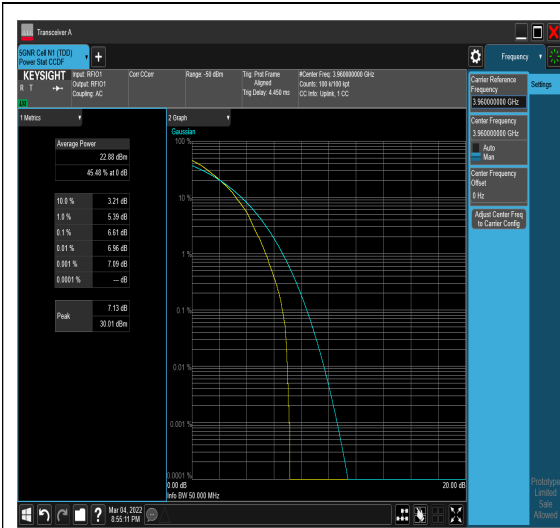 Transceiver A
5GNR Cell N1 (TDD)
Power Stat CCDF
Frequency
KEYSIGHT
R T
LXI
Input: RFIO1
Output: RFIO1
Coupling: AC
Corr CCorr
Range: -50 dBm
Trig: Prot Frame
Aligned
Trig Delay: 4.450 ms
#Center Freq: 3.960000000 GHz
Counts: 100 k/100 kpt
CC Info: Uplink, 1 CC
1 Metrics
Average Power
22.88 dBm
45.48 % at 0 dB
10.0 % 3.21 dB
1.0 % 5.39 dB
0.1 % 6.61 dB
0.01 % 6.96 dB
0.001 % 7.09 dB
0.0001 % --- dB
Peak 7.13 dB
30.01 dBm
2 Graph
Gaussian
100 %
10 %
1 %
0.1 %
0.01 %
0.001 %
0.0001 %
0.00 dB
20.00 dB
Info BW 50.000 MHz
Carrier Reference
Frequency
3.960000000 GHz
Center Frequency
3.960000000 GHz
Auto
Man
Center Frequency
Offset
0 Hz
Adjust Center Freq
to Carrier Config
Settings
Prototype
Limited
Sale
Allowed
?
Mar 04, 2022
8:55:11 PM